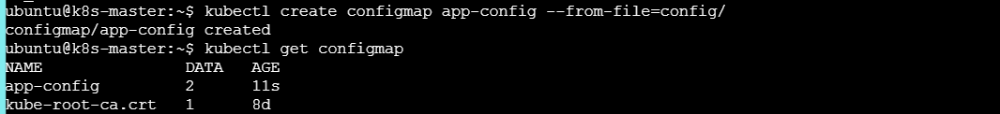 ubuntu@k8s-master:~$ kubectl create configmap app-config --from-file=config/
configmap/app-config created
ubuntu@k8s-master:~$ kubectl get configmap
NAME DATA AGE
app-config 2 11s
kube-root-ca.crt 1 8d